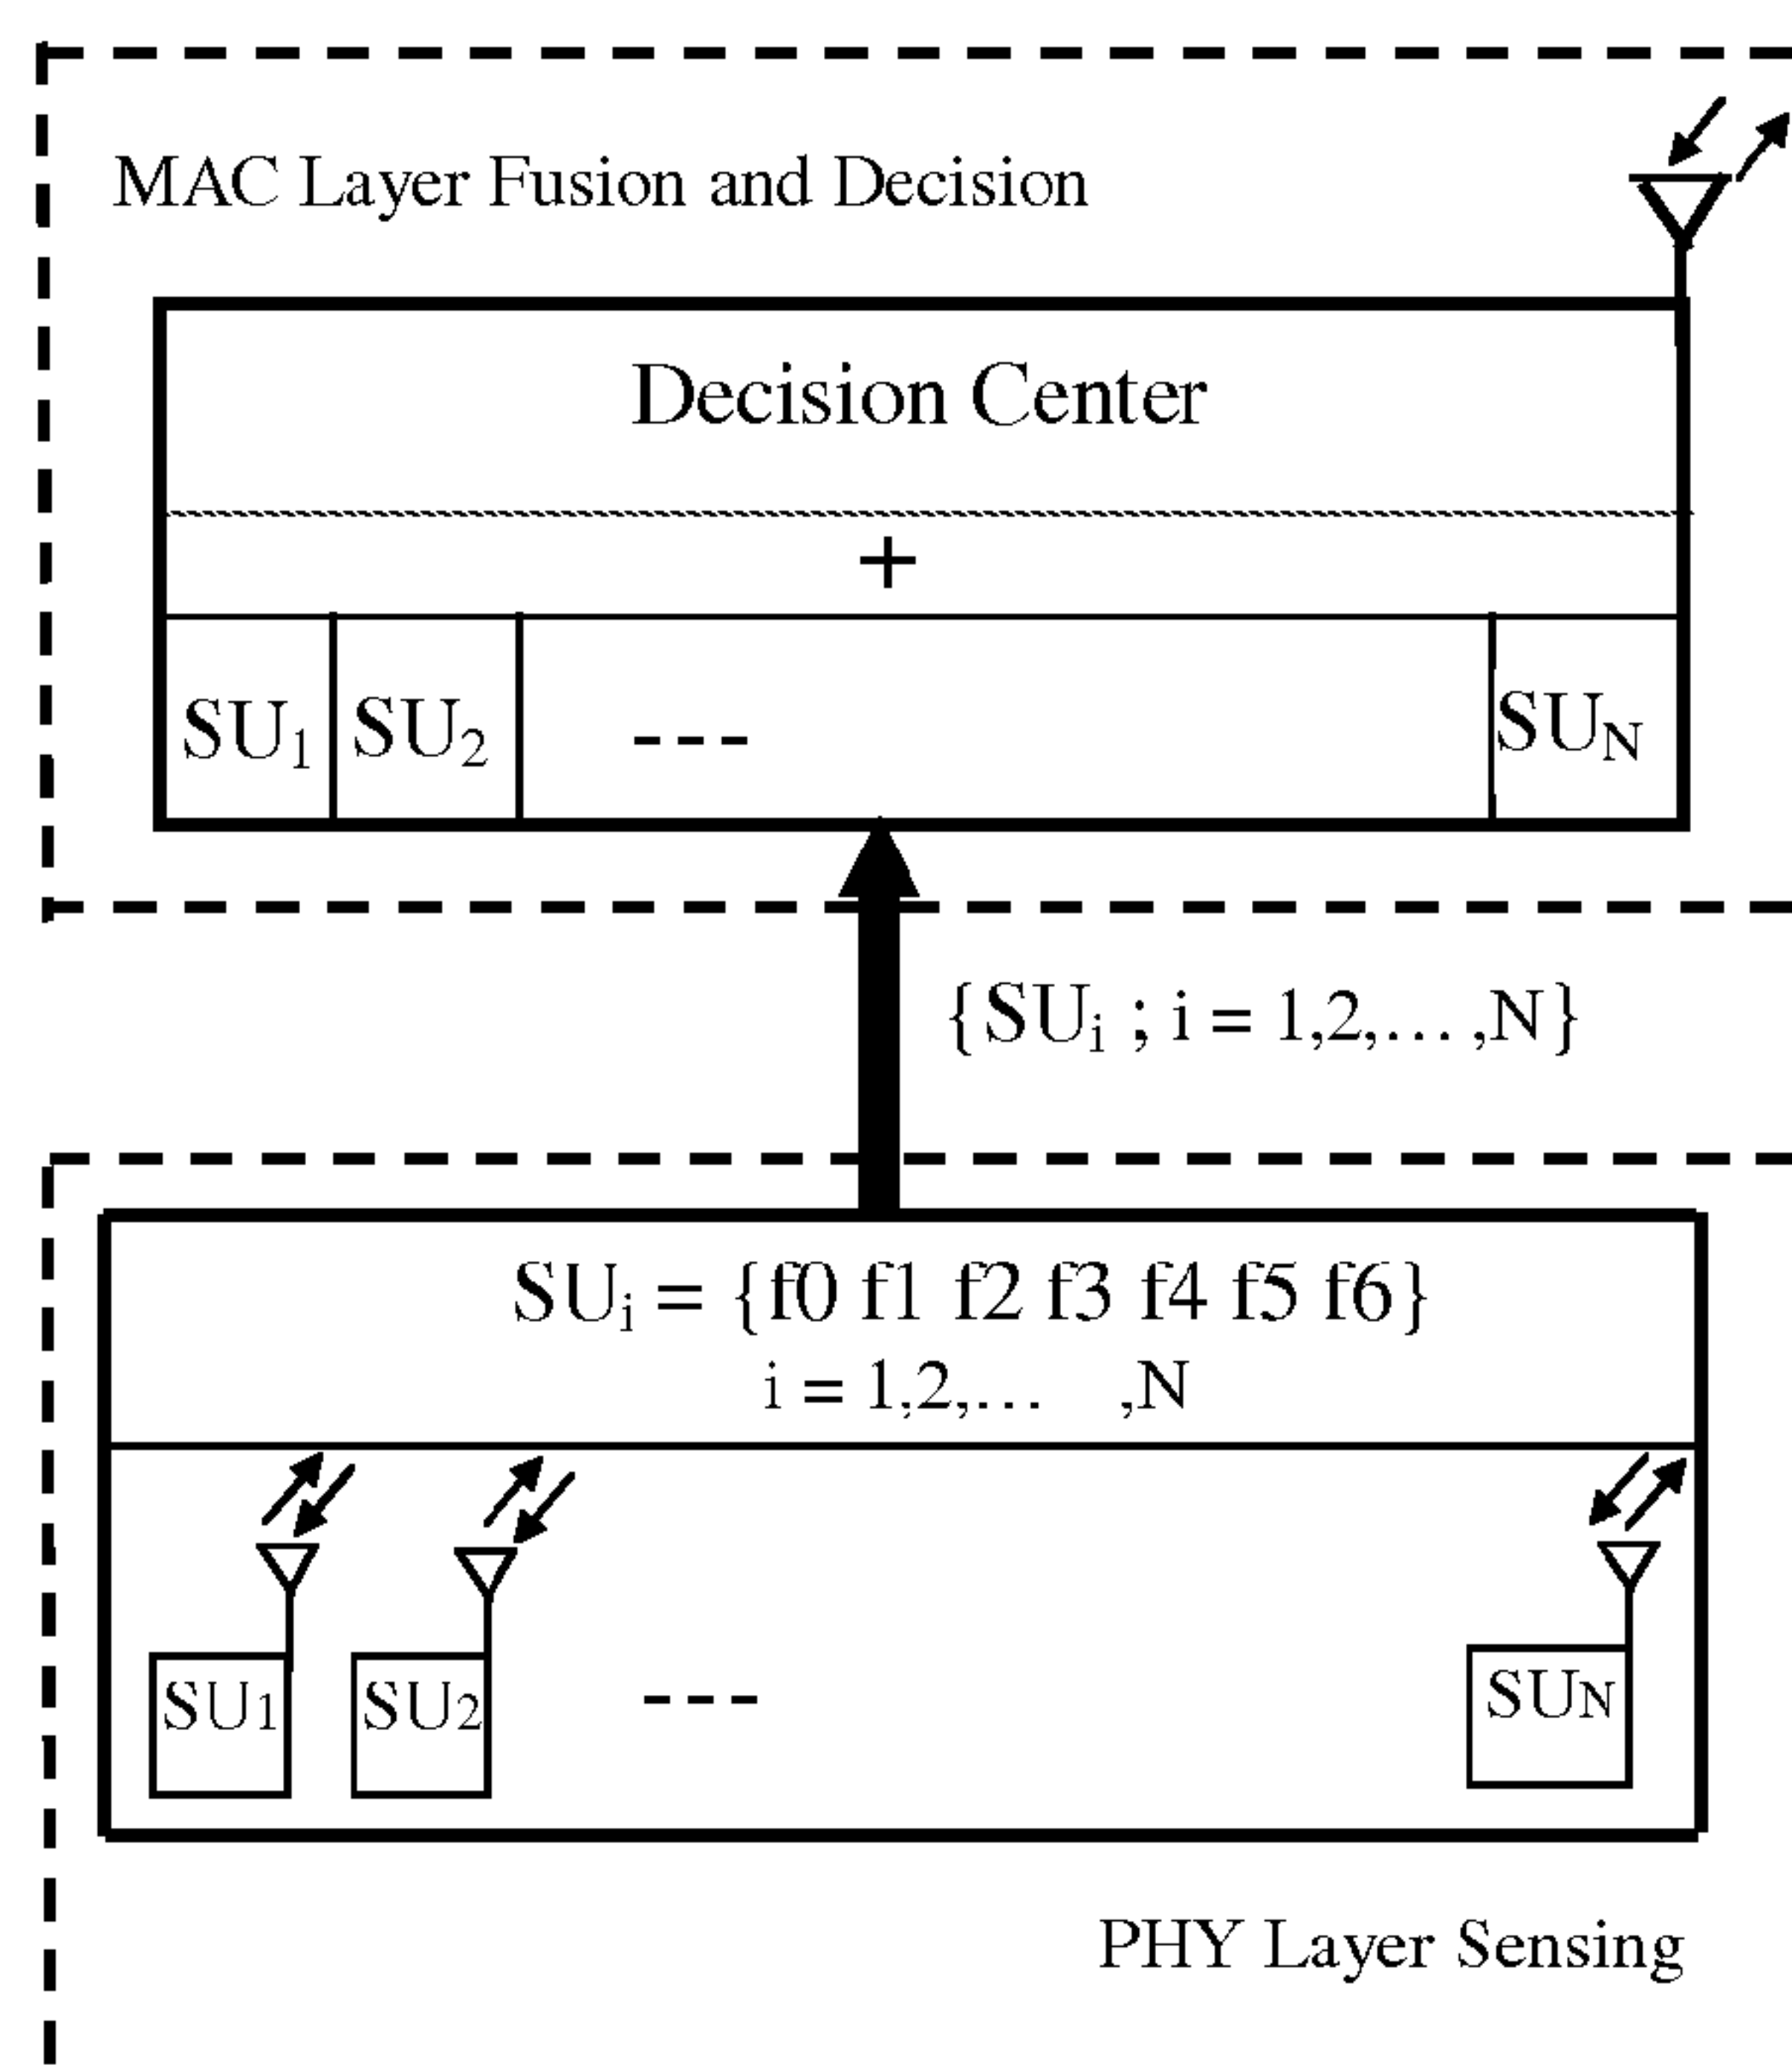 MAC Layer Fusion and Decision
Decision Center
+
SU1 SU2 --- SUN
{SUi ; i = 1,2,... ,N}
SUi = {f0 f1 f2 f3 f4 f5 f6}
i = 1,2,... ,N
SU1 SU2 --- SUN
PHY Layer Sensing